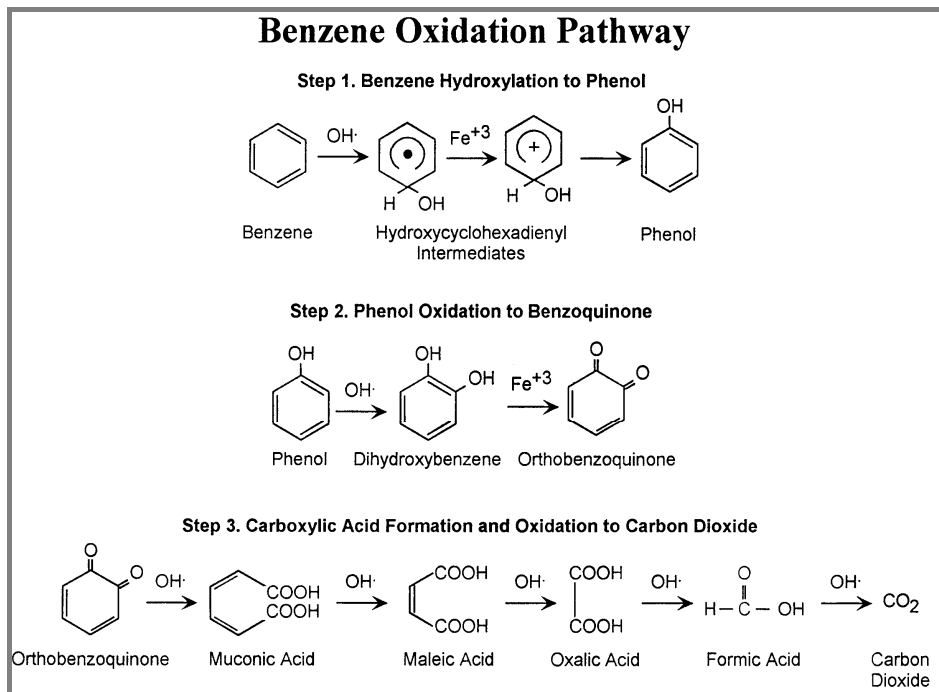 Benzene Oxidation Pathway
Step 1. Benzene Hydroxylation to Phenol
OH
OH·
Fe+3
H OH
H OH
Benzene
Hydroxycyclohexadienyl
Intermediates
Phenol
Step 2. Phenol Oxidation to Benzoquinone
OH
OH·
OH
OH
Fe+3
O
O
Phenol
Dihydroxybenzene
Orthobenzoquinone
Step 3. Carboxylic Acid Formation and Oxidation to Carbon Dioxide
O
O
OH·
COOH
COOH
OH·
COOH
COOH
OH·
COOH
COOH
OH·
O
H-C-OH
OH·
CO2
Orthobenzoquinone
Muconic Acid
Maleic Acid
Oxalic Acid
Formic Acid
Carbon
Dioxide